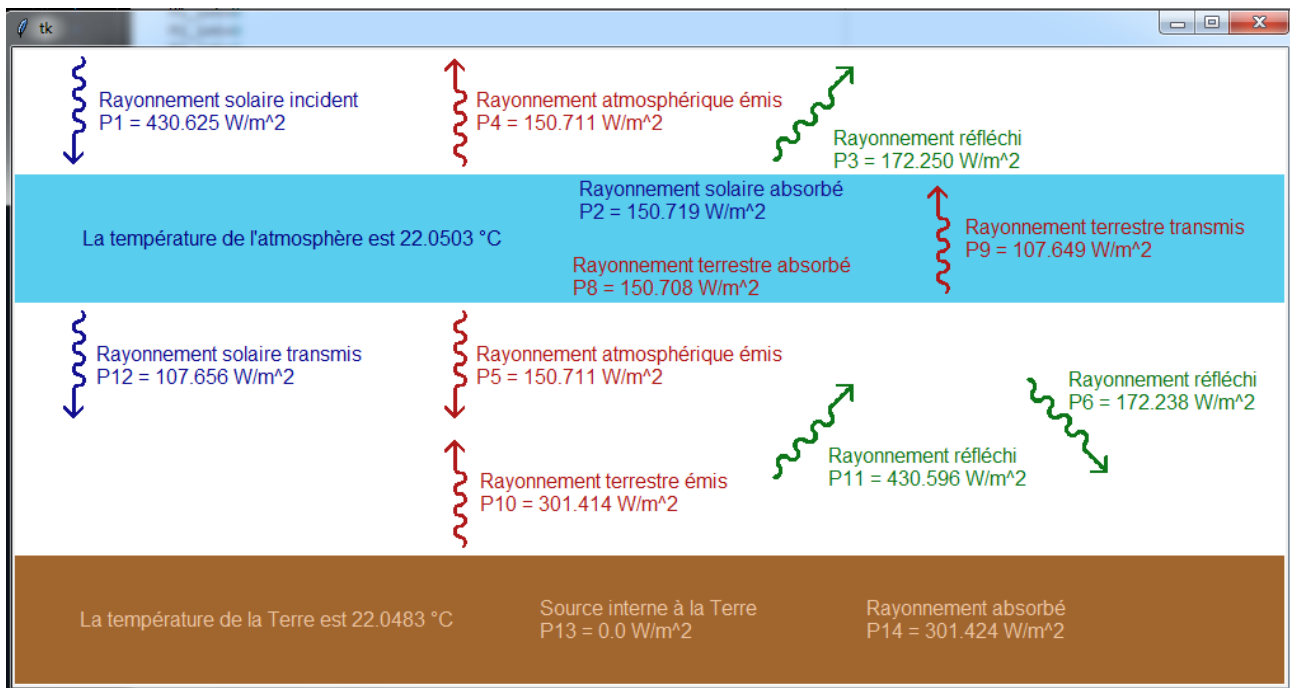 tk
Rayonnement solaire incident
P1 = 430.625 W/m^2
Rayonnement atmosphérique émis
P4 = 150.711 W/m^2
Rayonnement réfléchi
P3 = 172.250 W/m^2
Rayonnement solaire absorbé
P2 = 150.719 W/m^2
La température de l'atmosphère est 22.0503 °C
Rayonnement terrestre transmis
P9 = 107.649 W/m^2
Rayonnement terrestre absorbé
P8 = 150.708 W/m^2
Rayonnement solaire transmis
P12 = 107.656 W/m^2
Rayonnement atmosphérique émis
P5 = 150.711 W/m^2
Rayonnement réfléchi
P6 = 172.238 W/m^2
Rayonnement réfléchi
P11 = 430.596 W/m^2
Rayonnement terrestre émis
P10 = 301.414 W/m^2
La température de la Terre est 22.0483 °C
Source interne à la Terre
P13 = 0.0 W/m^2
Rayonnement absorbé
P14 = 301.424 W/m^2